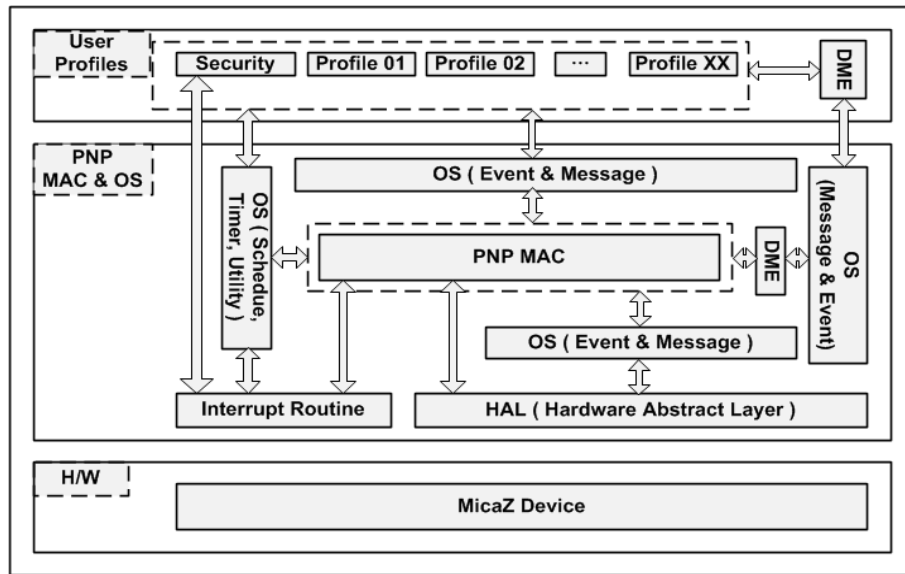 User
Profiles
Security
Profile 01
Profile 02
...
Profile XX
DME
PNP
MAC & OS
OS ( Event & Message )
OS ( Schedue,
Timer, Utility )
PNP MAC
DME
OS
(Message & Event)
OS ( Event & Message )
Interrupt Routine
HAL ( Hardware Abstract Layer )
H/W
MicaZ Device